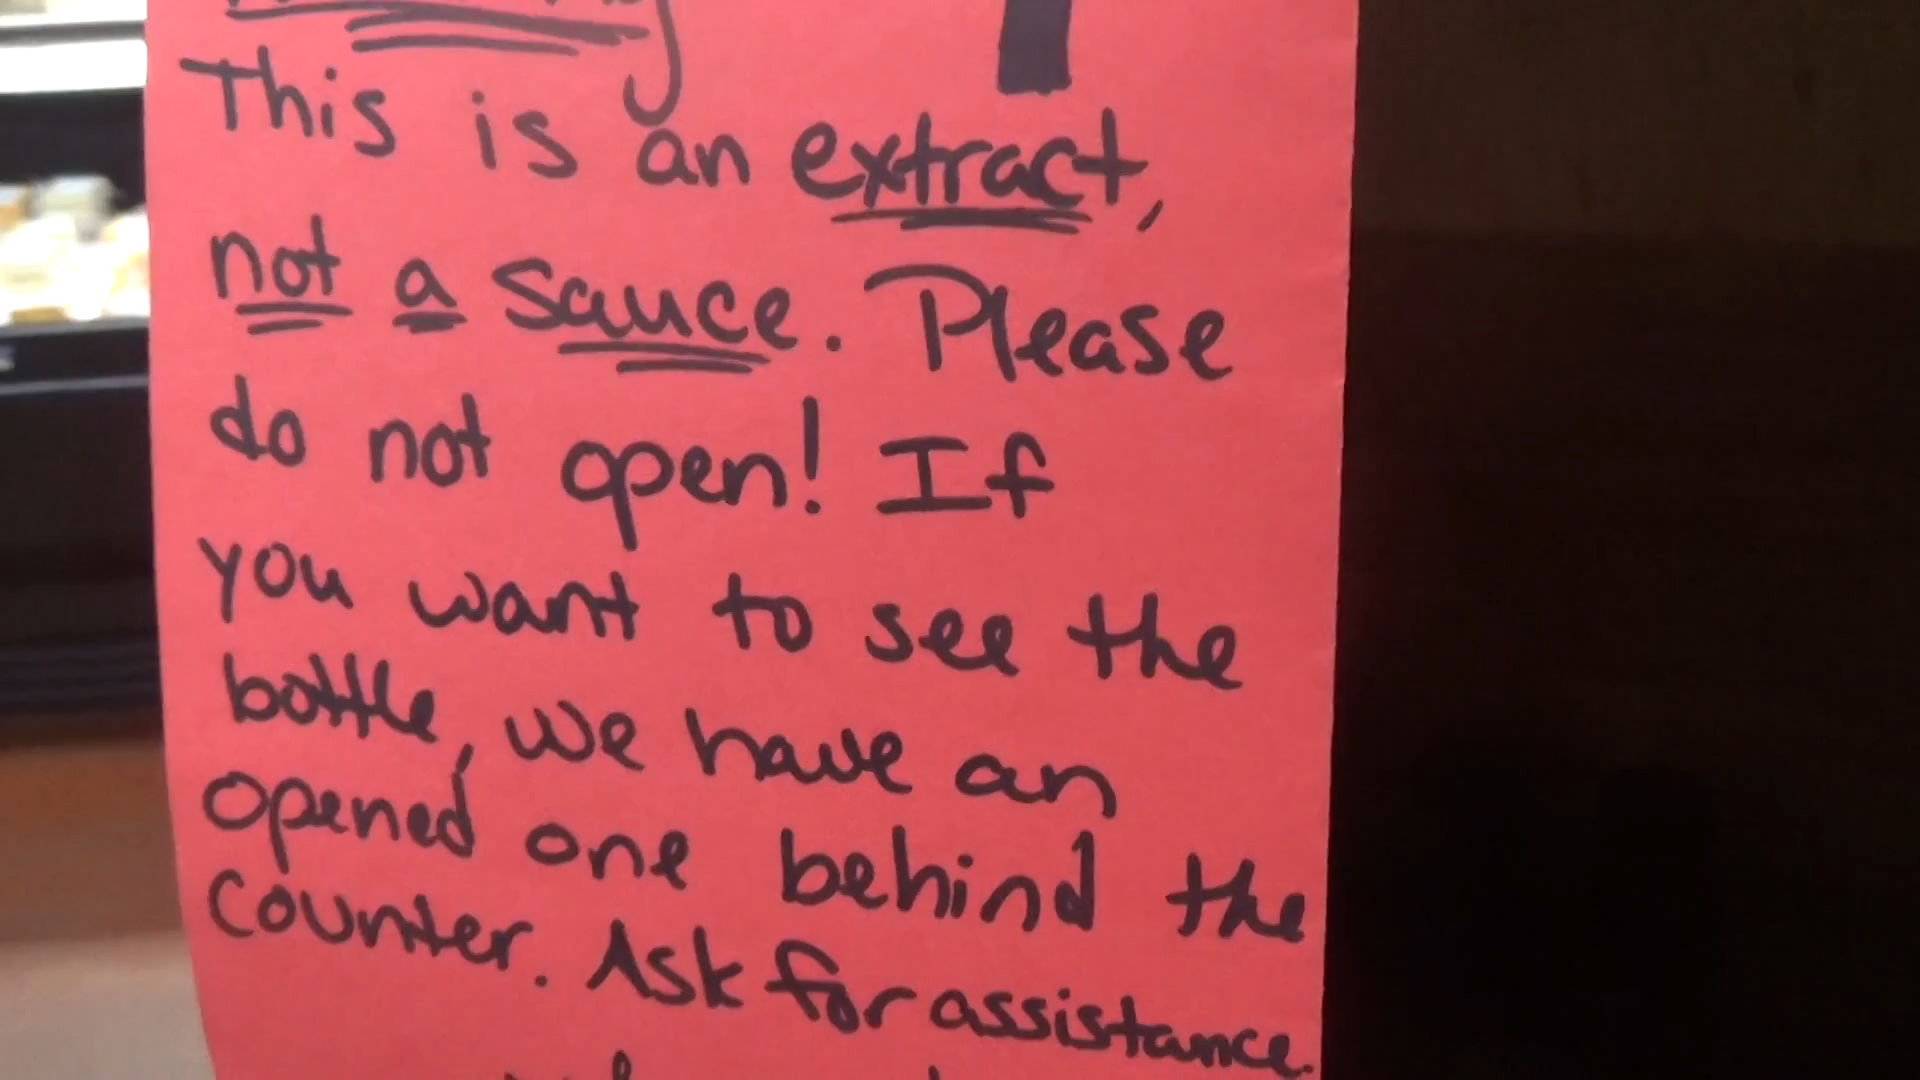 This is an extract,
not a sauce. Please
do not open! If
you want to see the
bottle, we have an
opened one behind the
counter. Ask for assistance.